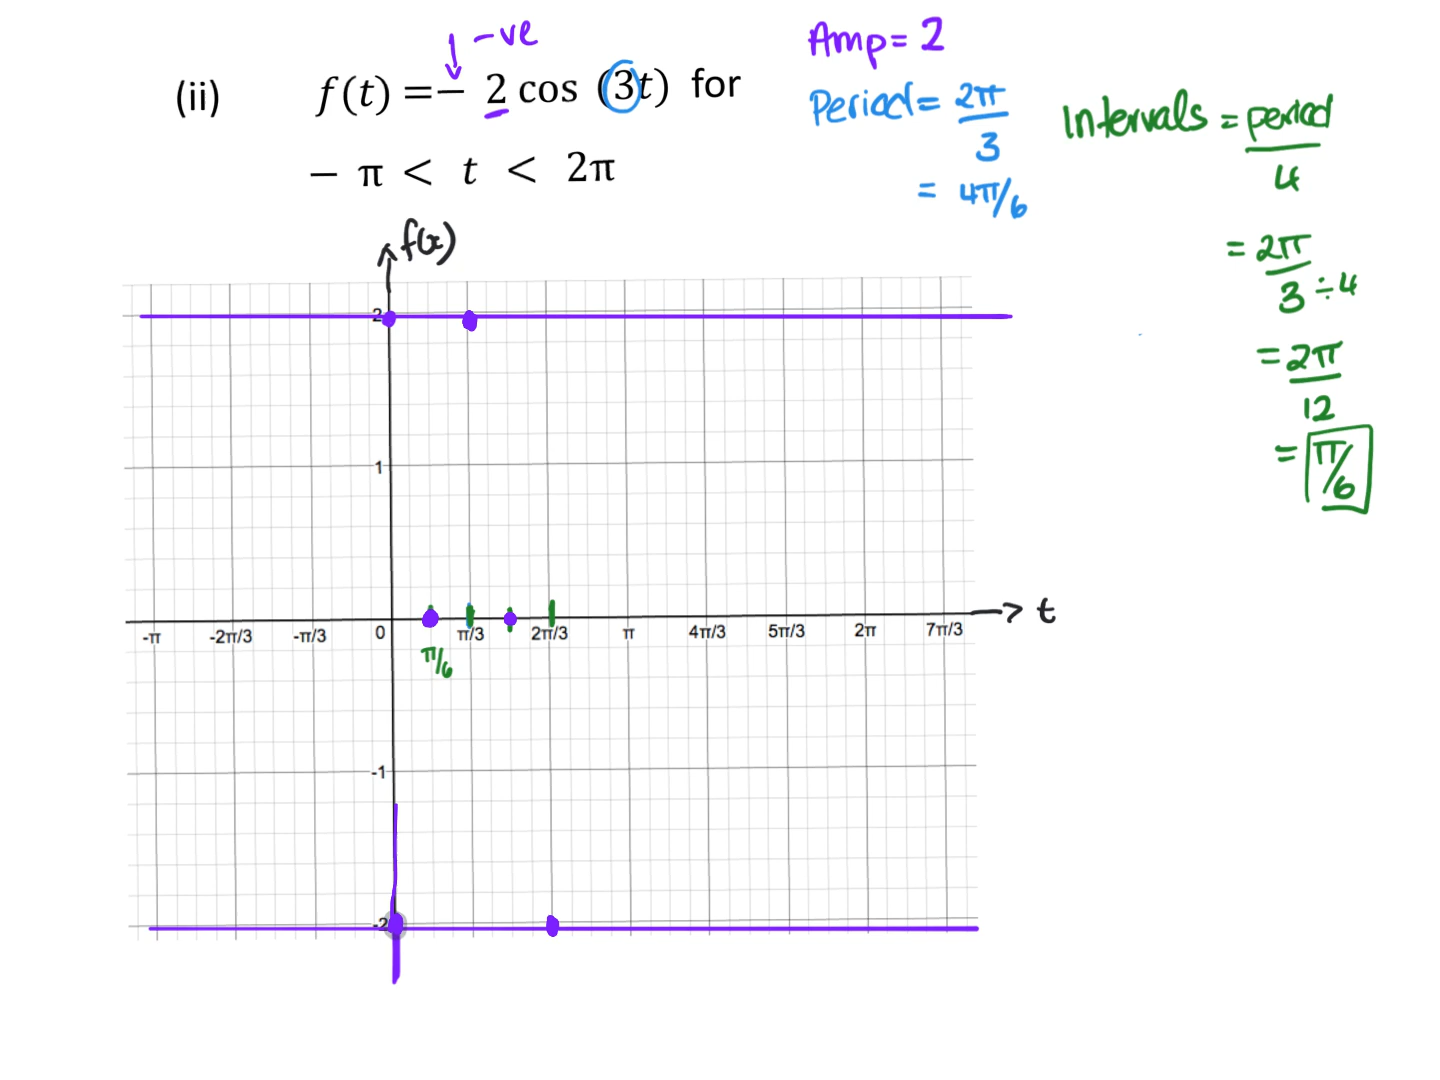 -ve
(ii) f(t) = - 2 cos (3t) for
- π < t < 2π
Amp = 2
Period = 2π/3
= 4π/6
Intervals = period/4
= 2π/3 ÷ 4
= 2π/12
= π/6
f(x)
2
1
-π -2π/3 -π/3 0 π/3 2π/3 π 4π/3 5π/3 2π 7π/3 t
π/6
-1
-2